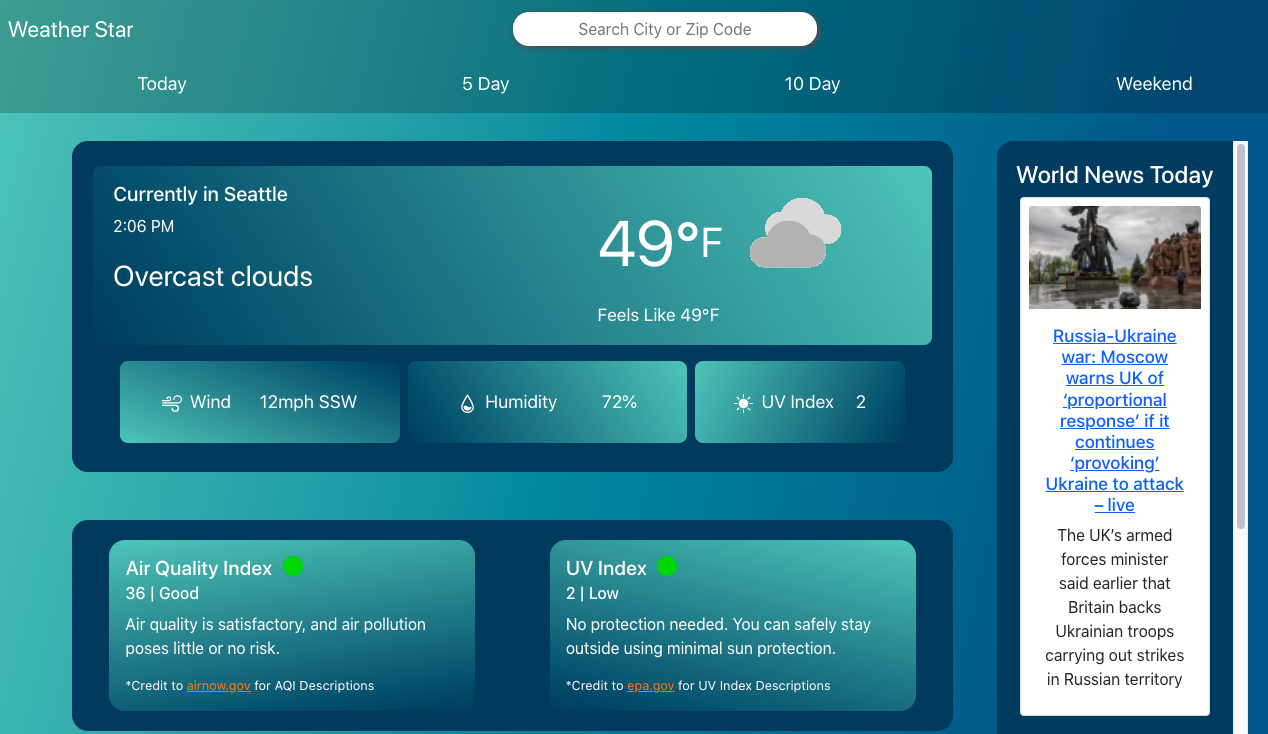 Weather Star
Search City or Zip Code
Today
5 Day
10 Day
Weekend
Currently in Seattle
2:06 PM
Overcast clouds
49°F
Feels Like 49°F
Wind 12mph SSW
Humidity 72%
UV Index 2
Air Quality Index
36 | Good
Air quality is satisfactory, and air pollution
poses little or no risk.
*Credit to airnow.gov for AQI Descriptions
UV Index
2 | Low
No protection needed. You can safely stay
outside using minimal sun protection.
*Credit to epa.gov for UV Index Descriptions
World News Today
Russia-Ukraine
war: Moscow
warns UK of
‘proportional
response’ if it
continues
‘provoking’
Ukraine to attack
– live
The UK’s armed
forces minister
said earlier that
Britain backs
Ukrainian troops
carrying out strikes
in Russian territory